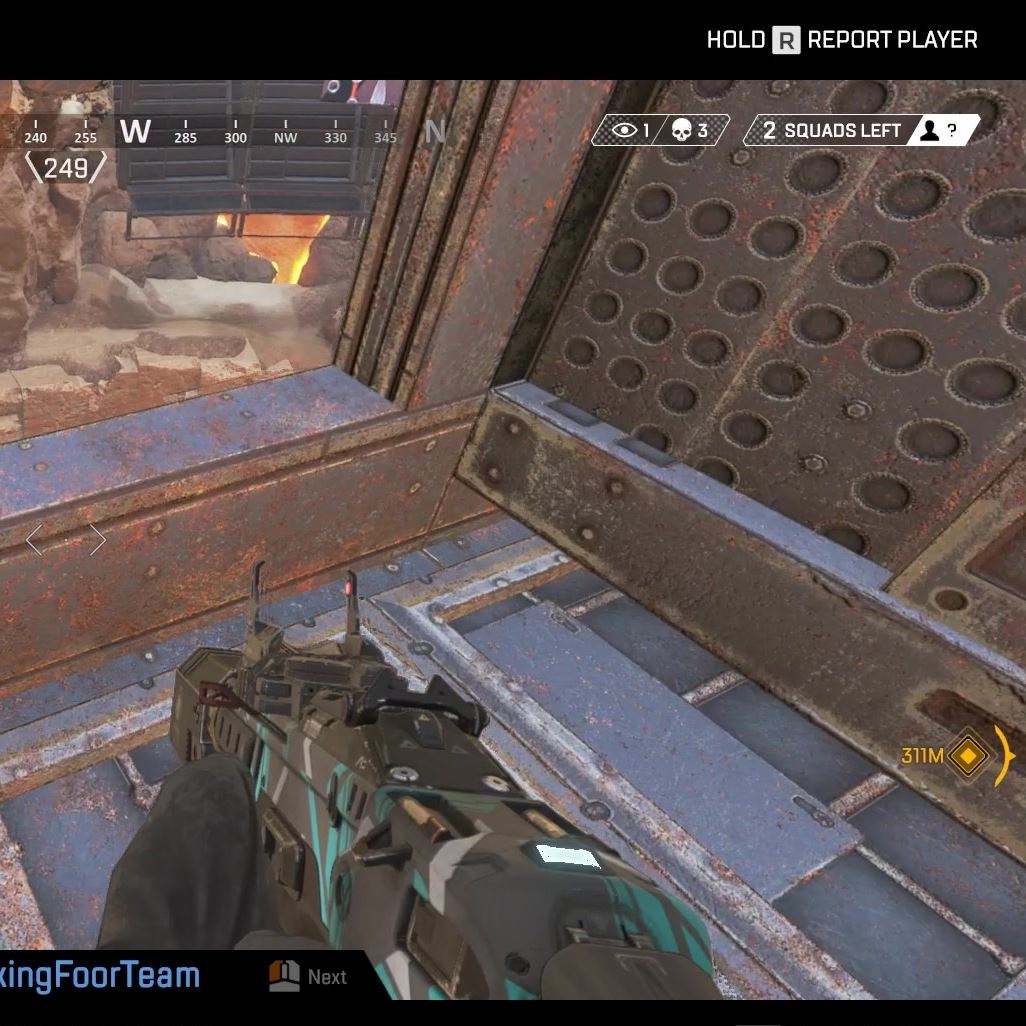 HOLD R REPORT PLAYER
240 255 W 285 300 NW 330 345 N
1 3 2 SQUADS LEFT ?
249
311M
kingFoorTeam Next